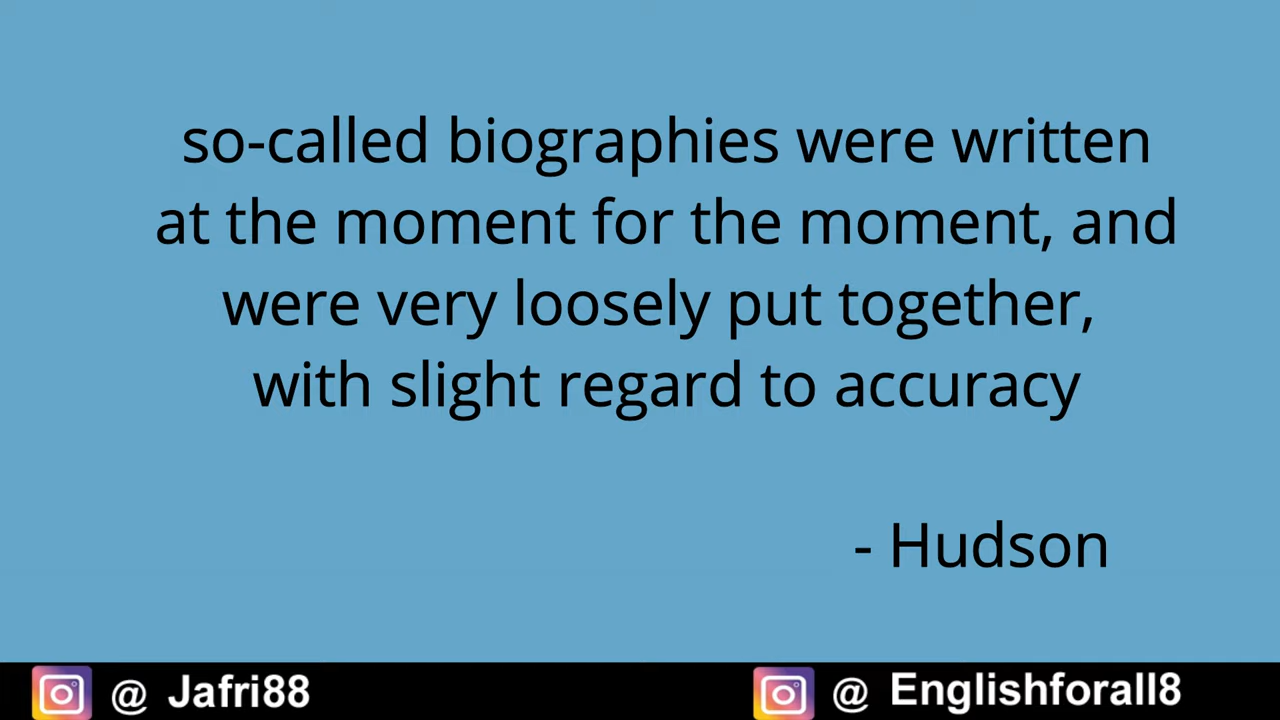 so-called biographies were written
at the moment for the moment, and
were very loosely put together,
with slight regard to accuracy
- Hudson
@ Jafri88
@ Englishforall8